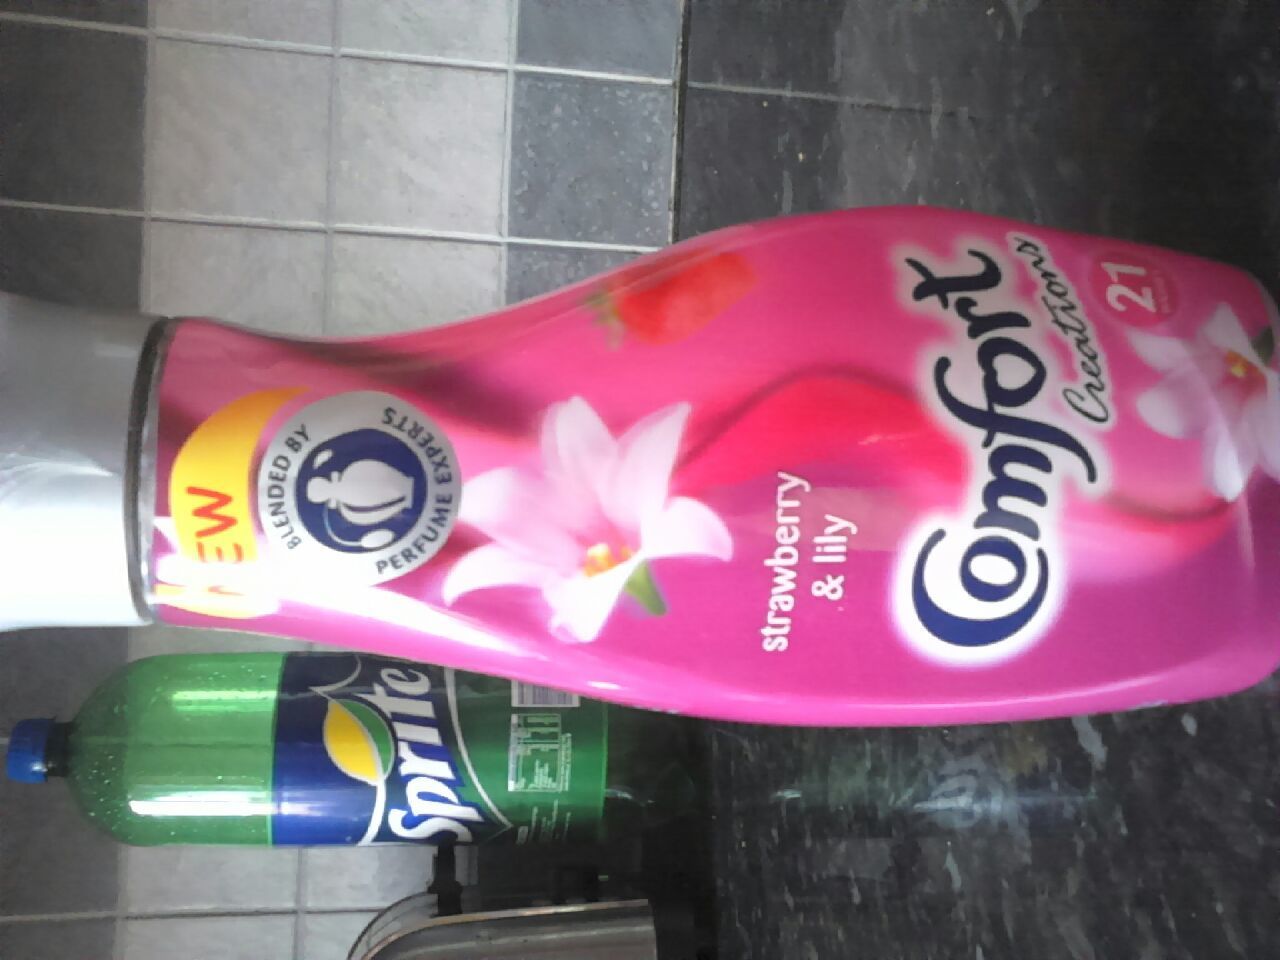 NEW
BLENDED BY
PERFUME EXPERTS
strawberry
& lily
Comfort
Creations
21
Sprite